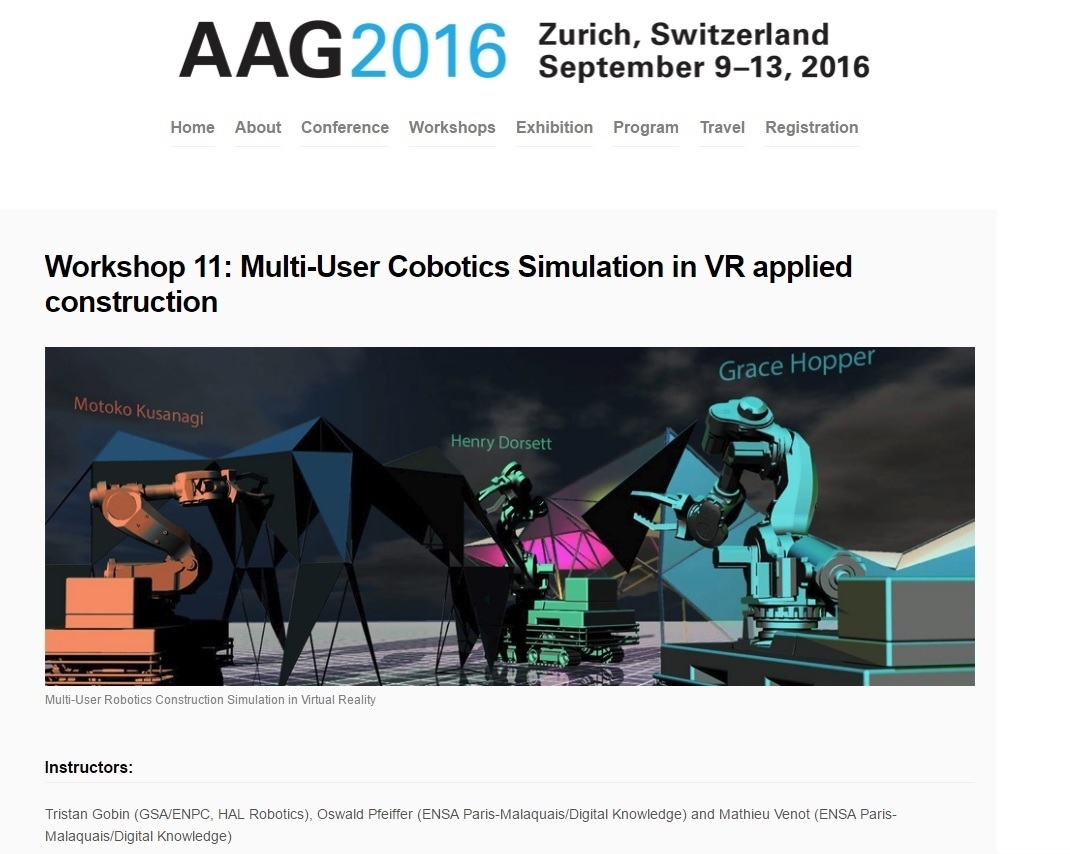 AAG2016
Zurich, Switzerland
September 9–13, 2016
Home About Conference Workshops Exhibition Program Travel Registration
Workshop 11: Multi-User Cobotics Simulation in VR applied
construction
Motoko Kusanagi
Henry Dorsett
Grace Hopper
Multi-User Robotics Construction Simulation in Virtual Reality
Instructors:
Tristan Gobin (GSA/ENPC, HAL Robotics), Oswald Pfeiffer (ENSA Paris-Malaquais/Digital Knowledge) and Mathieu Venot (ENSA Paris-
Malaquais/Digital Knowledge)